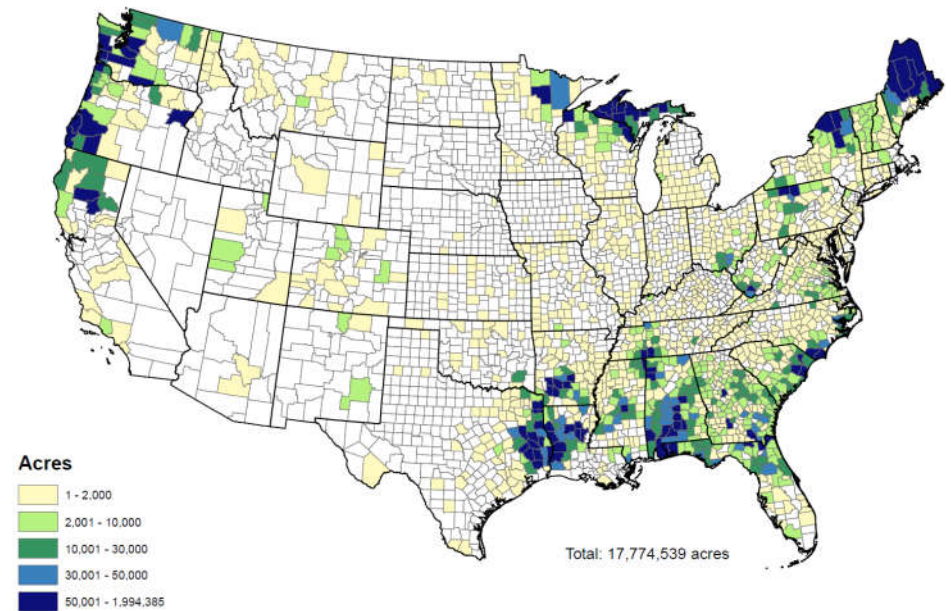 Acres
1 - 2,000
2,001 - 10,000
10,001 - 30,000
30,001 - 50,000
50,001 - 1,994,385
Total: 17,774,539 acres